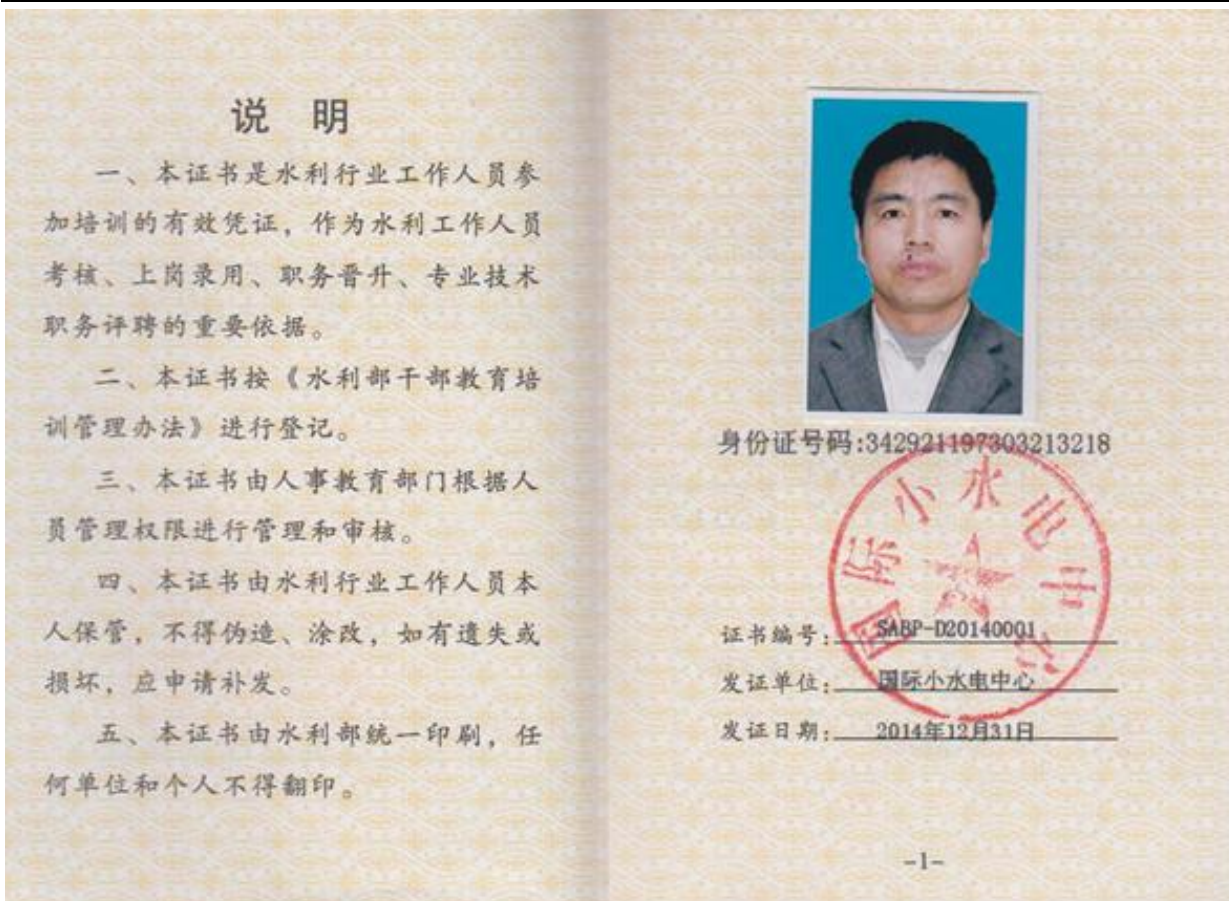 说 明
一、本证书是水利行业工作人员参
加培训的有效凭证，作为水利工作人员
考核、上岗录用、职务晋升、专业技术
职务评聘的重要依据。
二、本证书按《水利部干部教育培
训管理办法》进行登记。
三、本证书由人事教育部门根据人
员管理权限进行管理和审核。
四、本证书由水利行业工作人员本
人保管，不得伪造、涂改，如有遗失或
损坏，应申请补发。
五、本证书由水利部统一印刷，任
何单位和个人不得翻印。
身份证号码:342921197303213218
国际小水电中心
证书编号：SABP-D20140001
发证单位：国际小水电中心
发证日期：2014年12月31日
-1-